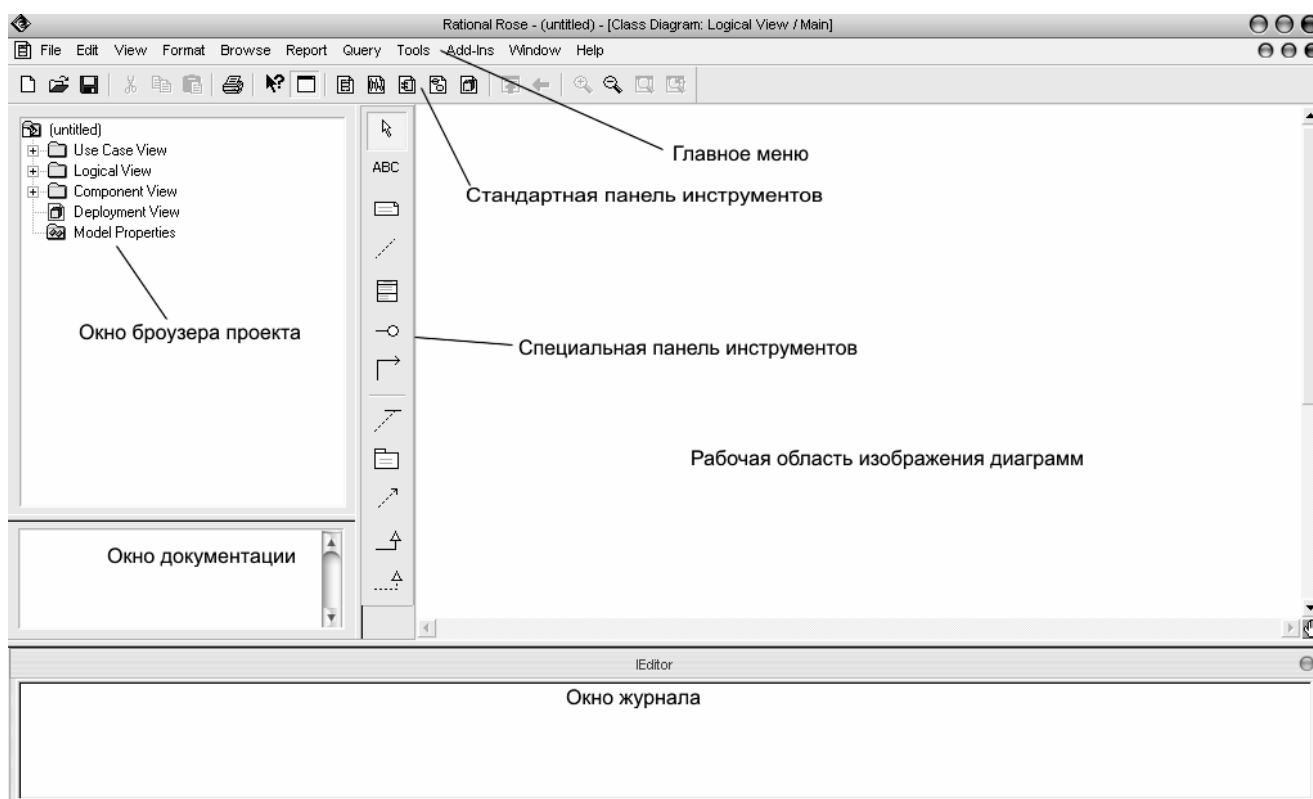 Rational Rose - (untitled) - [Class Diagram: Logical View / Main]
File Edit View Format Browse Report Query Tools Add-Ins Window Help
(untitled)
Use Case View
Logical View
Component View
Deployment View
Model Properties
ABC
Главное меню
Стандартная панель инструментов
Окно броузера проекта
Специальная панель инструментов
Рабочая область изображения диаграмм
Окно документации
IEditor
Окно журнала